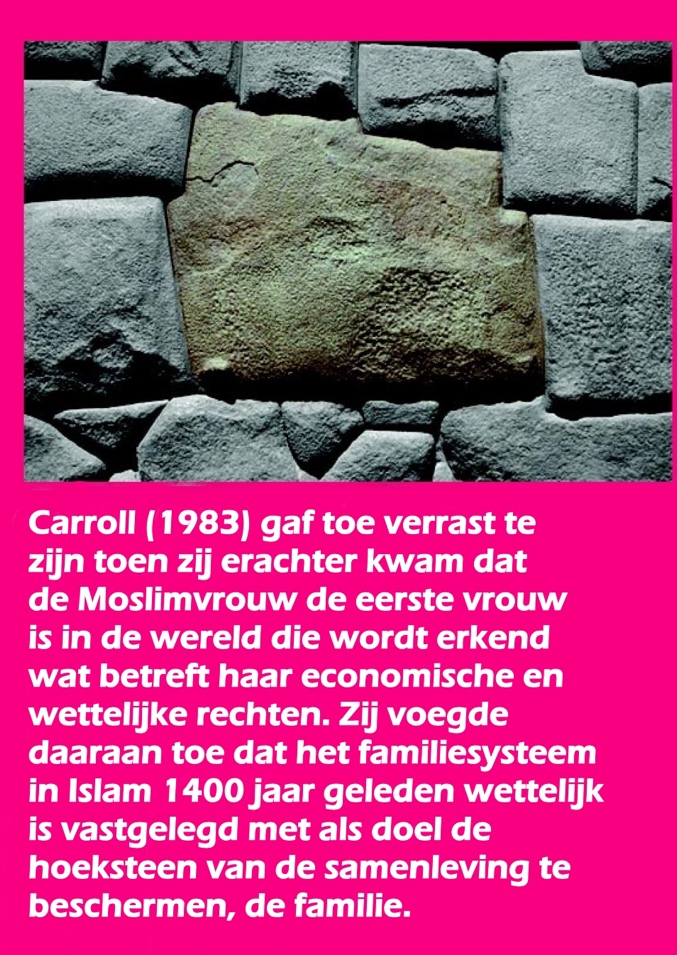 Carroll (1983) gaf toe verrast te
zijn toen zij erachter kwam dat
de Moslimvrouw de eerste vrouw
is in de wereld die wordt erkend
wat betreft haar economische en
wettelijke rechten. Zij voegde
daaraan toe dat het familiesysteem
in Islam 1400 jaar geleden wettelijk
is vastgelegd met als doel de
hoeksteen van de samenleving te
beschermen, de familie.